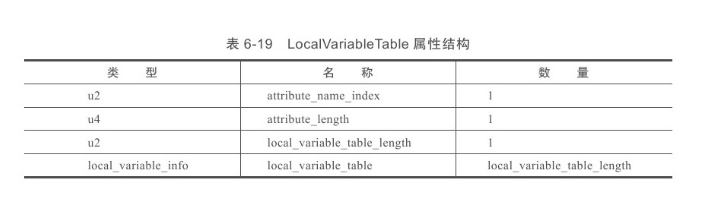 表 6-19 LocalVariableTable 属性结构
类 型 名 称 数 量
u2 attribute_name_index 1
u4 attribute_length 1
u2 local_variable_table_length 1
local_variable_info local_variable_table local_variable_table_length